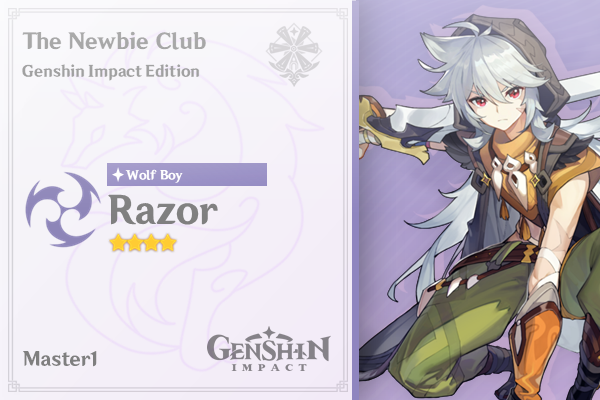 The Newbie Club
Genshin Impact Edition
Wolf Boy
Razor
Master1
GENSHIN
IMPACT